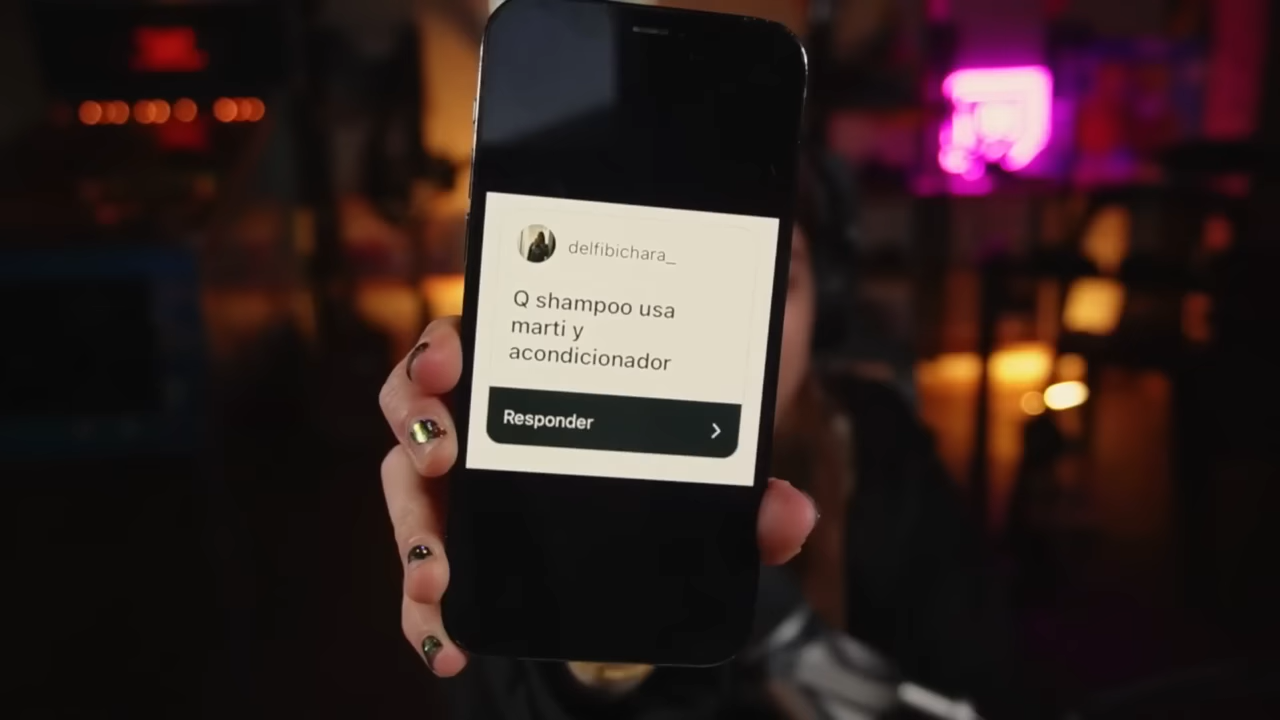 delfibichara_
Q shampoo usa
marti y
acondicionador
Responder